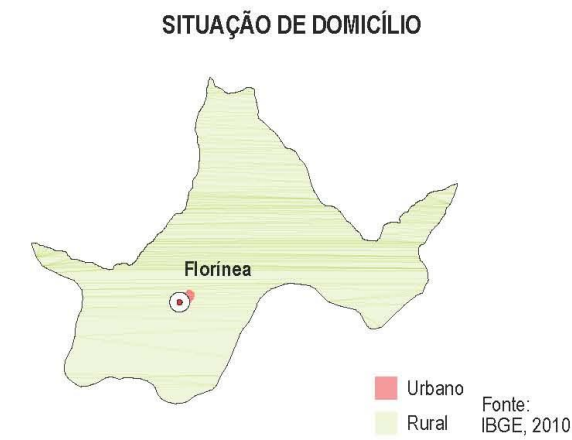 SITUAÇÃO DE DOMICÍLIO
Florínea
Urbano
Rural
Fonte:
IBGE, 2010